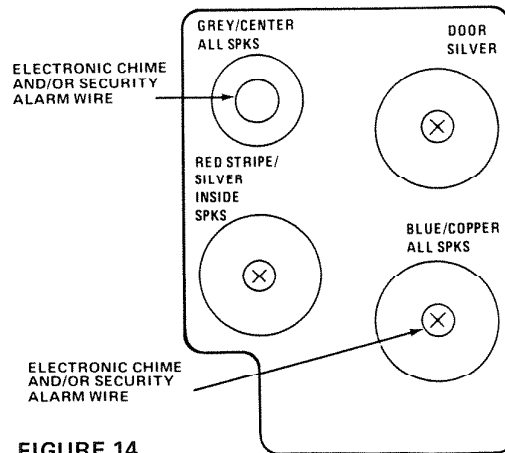 GREY/CENTER
ALL SPKS
DOOR
SILVER
ELECTRONIC CHIME
AND/OR SECURITY
ALARM WIRE
RED STRIPE/
SILVER
INSIDE
SPKS
BLUE/COPPER
ALL SPKS
ELECTRONIC CHIME
AND/OR SECURITY
ALARM WIRE
FIGURE 14